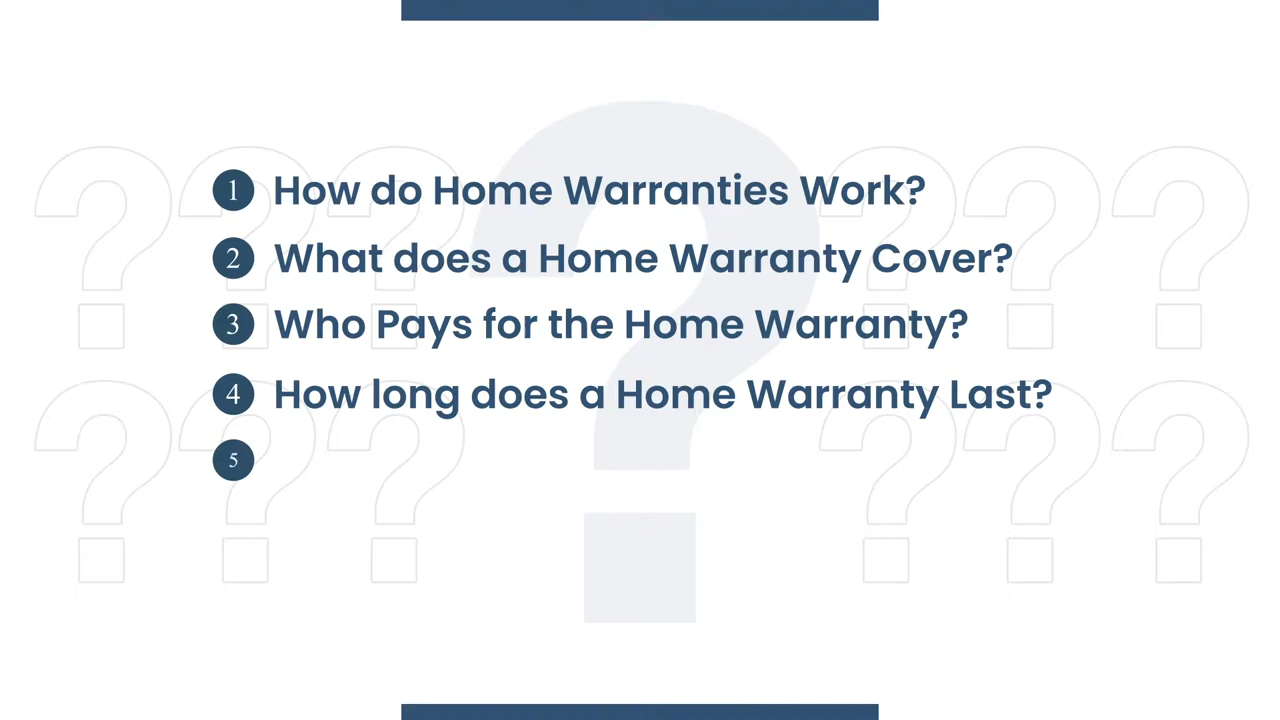 1 How do Home Warranties Work?
2 What does a Home Warranty Cover?
3 Who Pays for the Home Warranty?
4 How long does a Home Warranty Last?
5